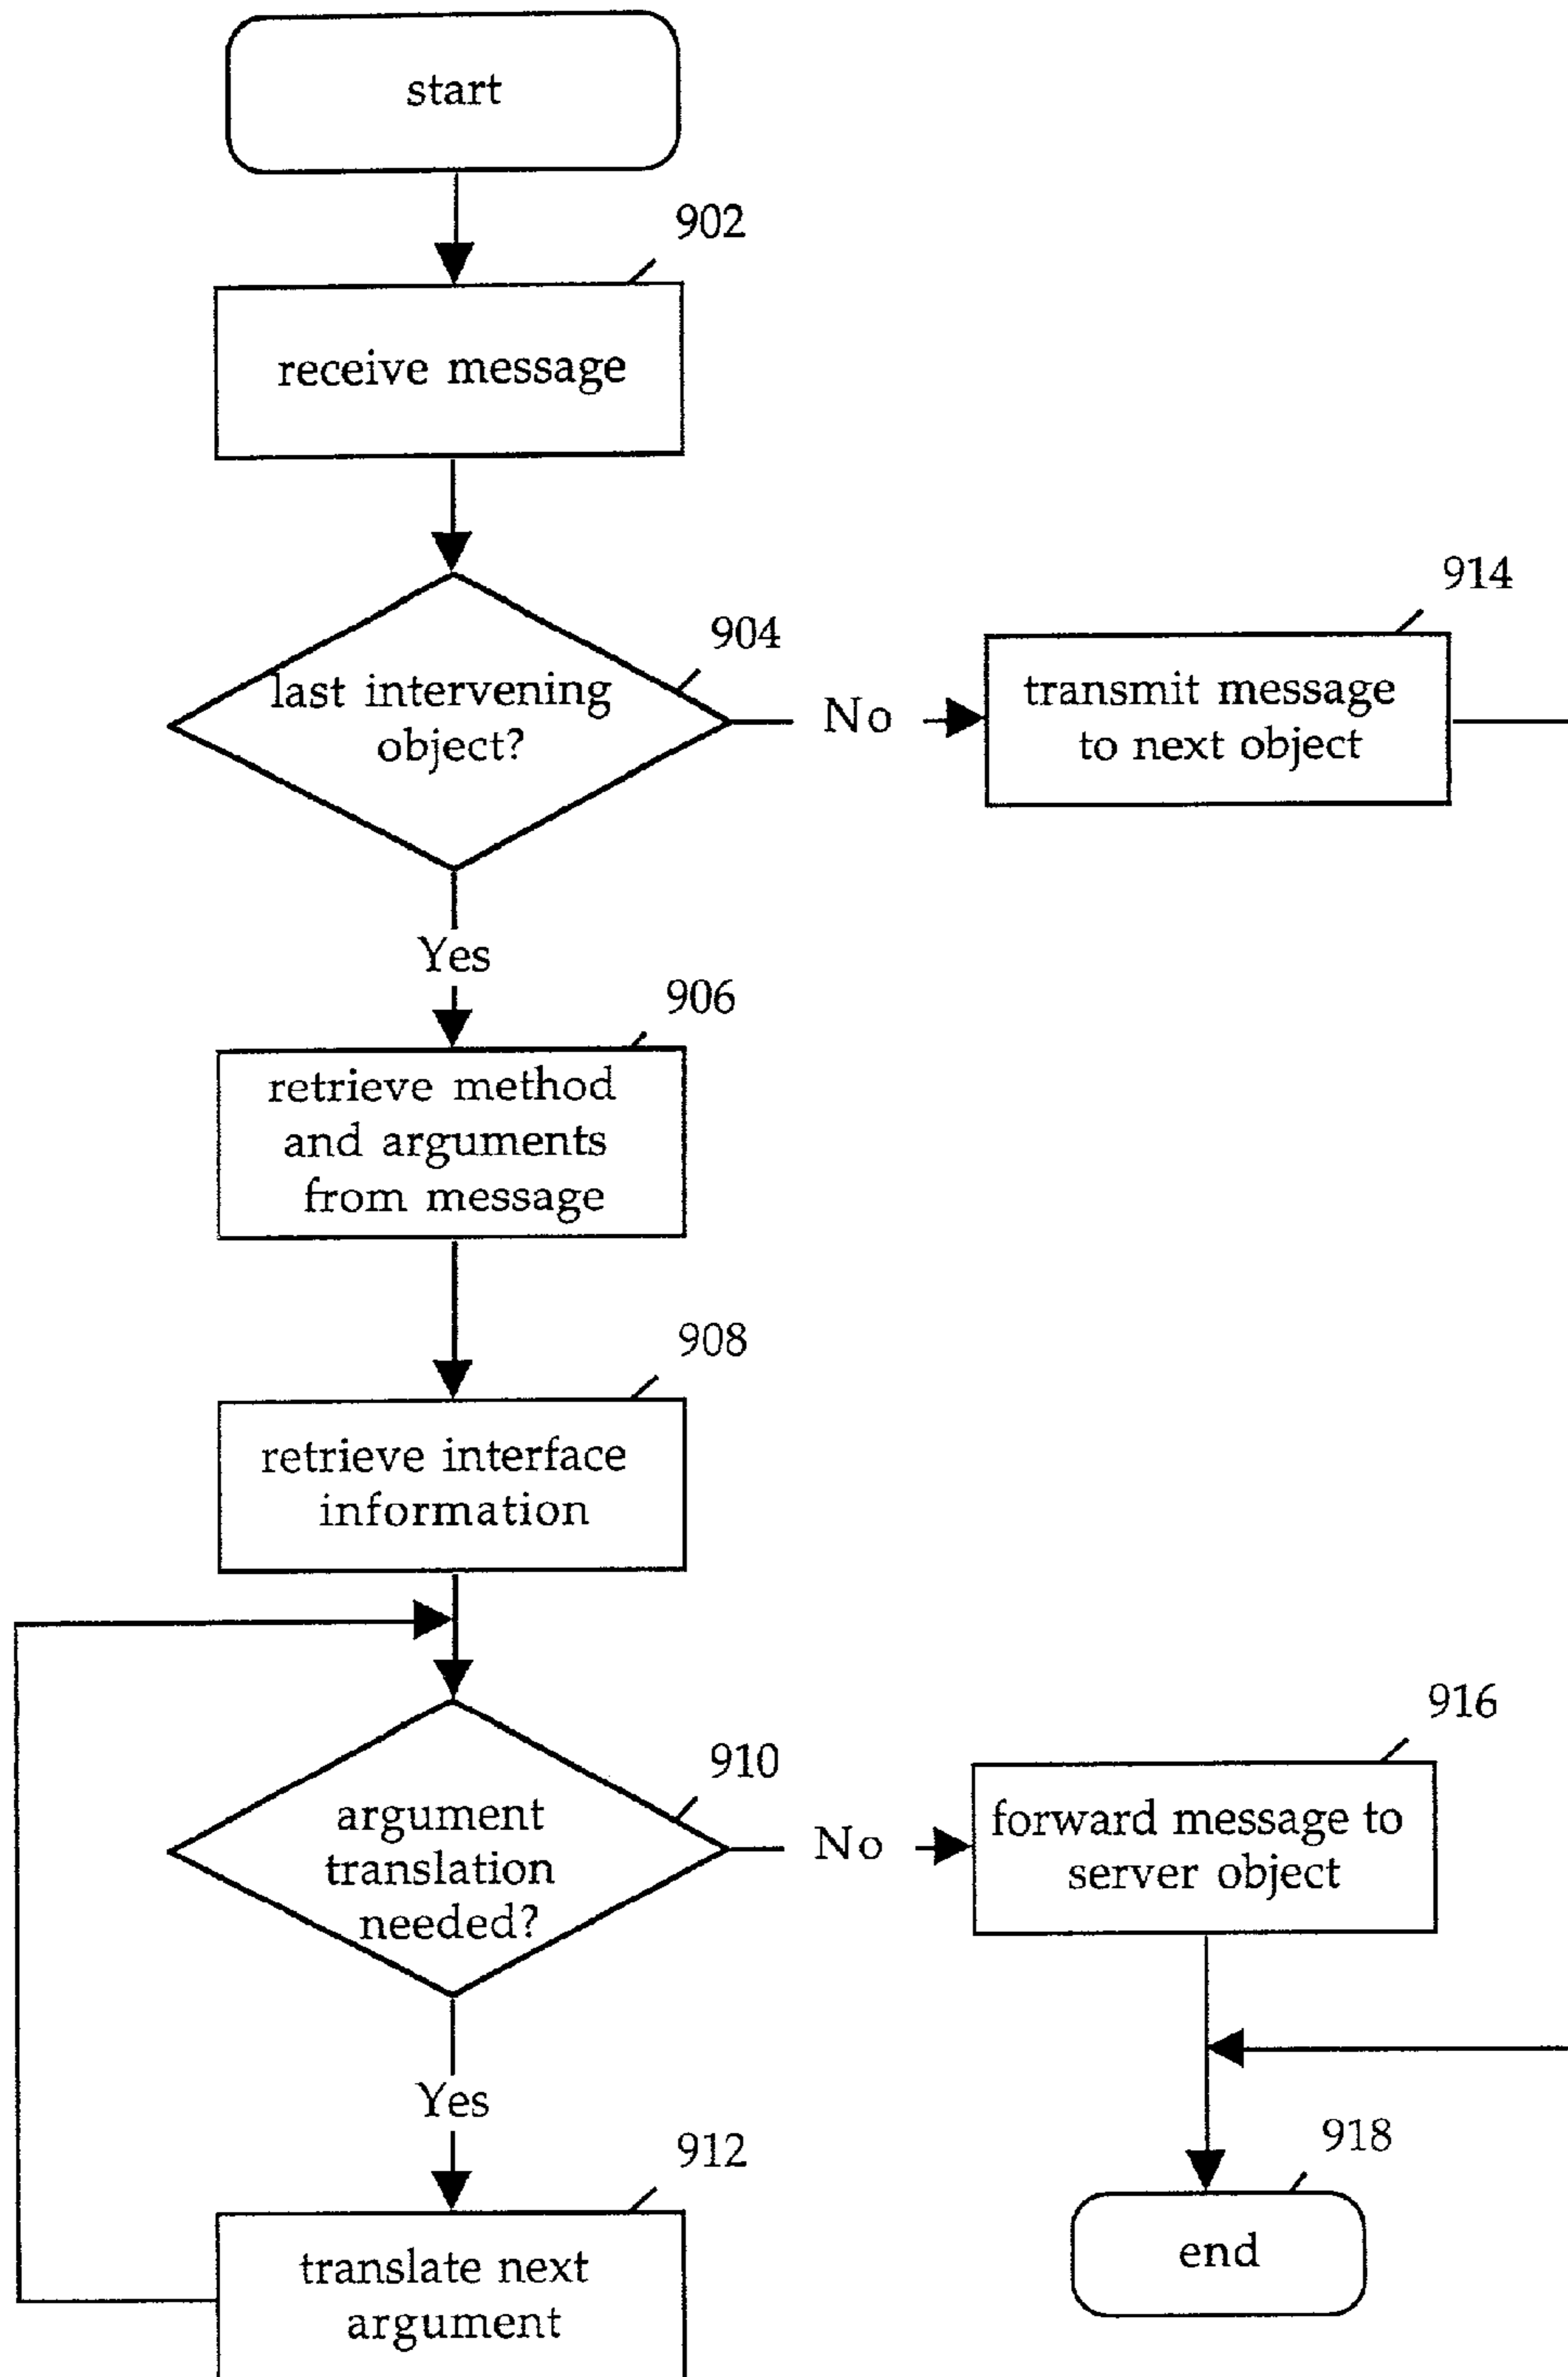 start
902
receive message
904
last intervening
object?
No
914
transmit message
to next object
Yes
906
retrieve method
and arguments
from message
908
retrieve interface
information
910
argument
translation
needed?
No
916
forward message to
server object
Yes
912
translate next
argument
918
end